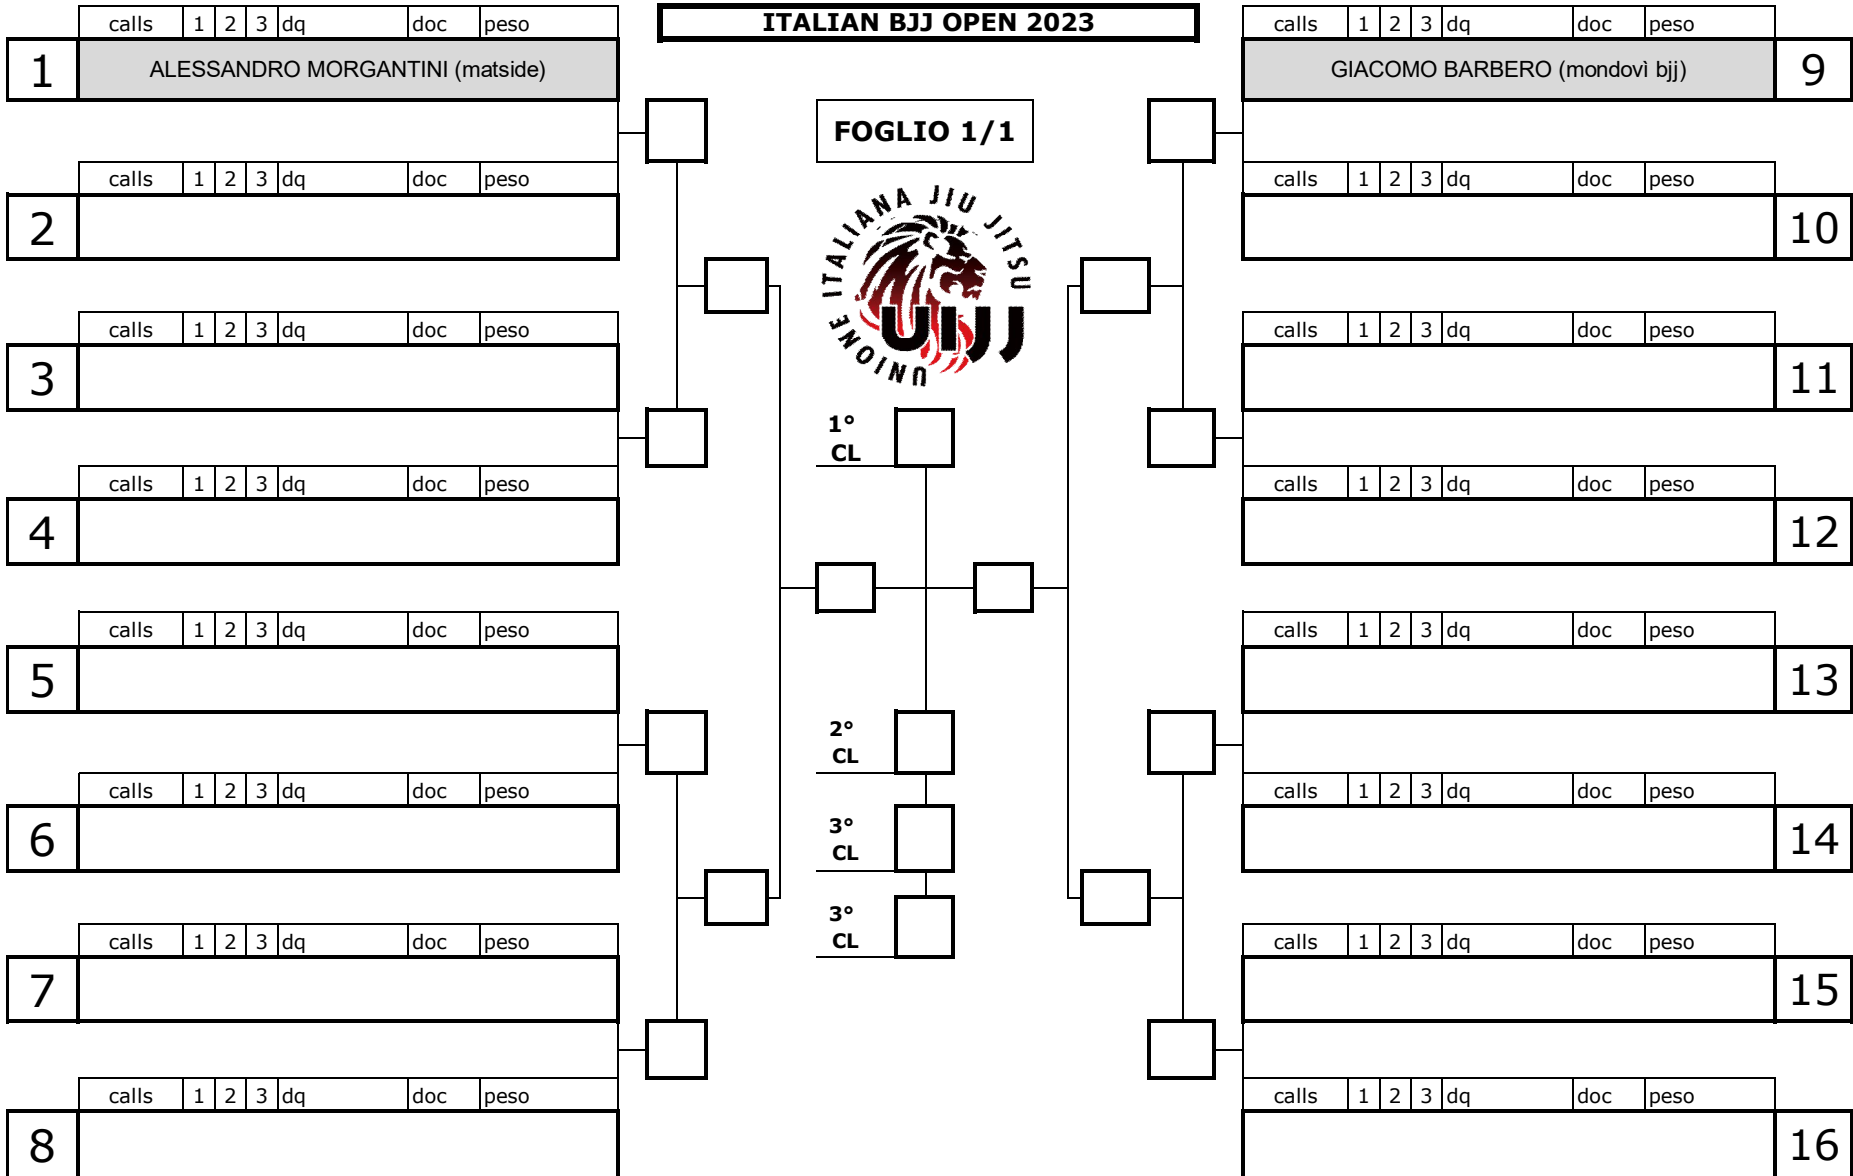 ITALIAN BJJ OPEN 2023
calls 1 2 3 dq doc peso
1 ALESSANDRO MORGANTINI (matside)
calls 1 2 3 dq doc peso
2
calls 1 2 3 dq doc peso
3
calls 1 2 3 dq doc peso
4
calls 1 2 3 dq doc peso
5
calls 1 2 3 dq doc peso
6
calls 1 2 3 dq doc peso
7
calls 1 2 3 dq doc peso
8
FOGLIO 1/1
UNIONE ITALIANA JIU JITSU
UIJJ
1°
CL
2°
CL
3°
CL
3°
CL
calls 1 2 3 dq doc peso
GIACOMO BARBERO (mondovì bjj) 9
calls 1 2 3 dq doc peso
10
calls 1 2 3 dq doc peso
11
calls 1 2 3 dq doc peso
12
calls 1 2 3 dq doc peso
13
calls 1 2 3 dq doc peso
14
calls 1 2 3 dq doc peso
15
calls 1 2 3 dq doc peso
16